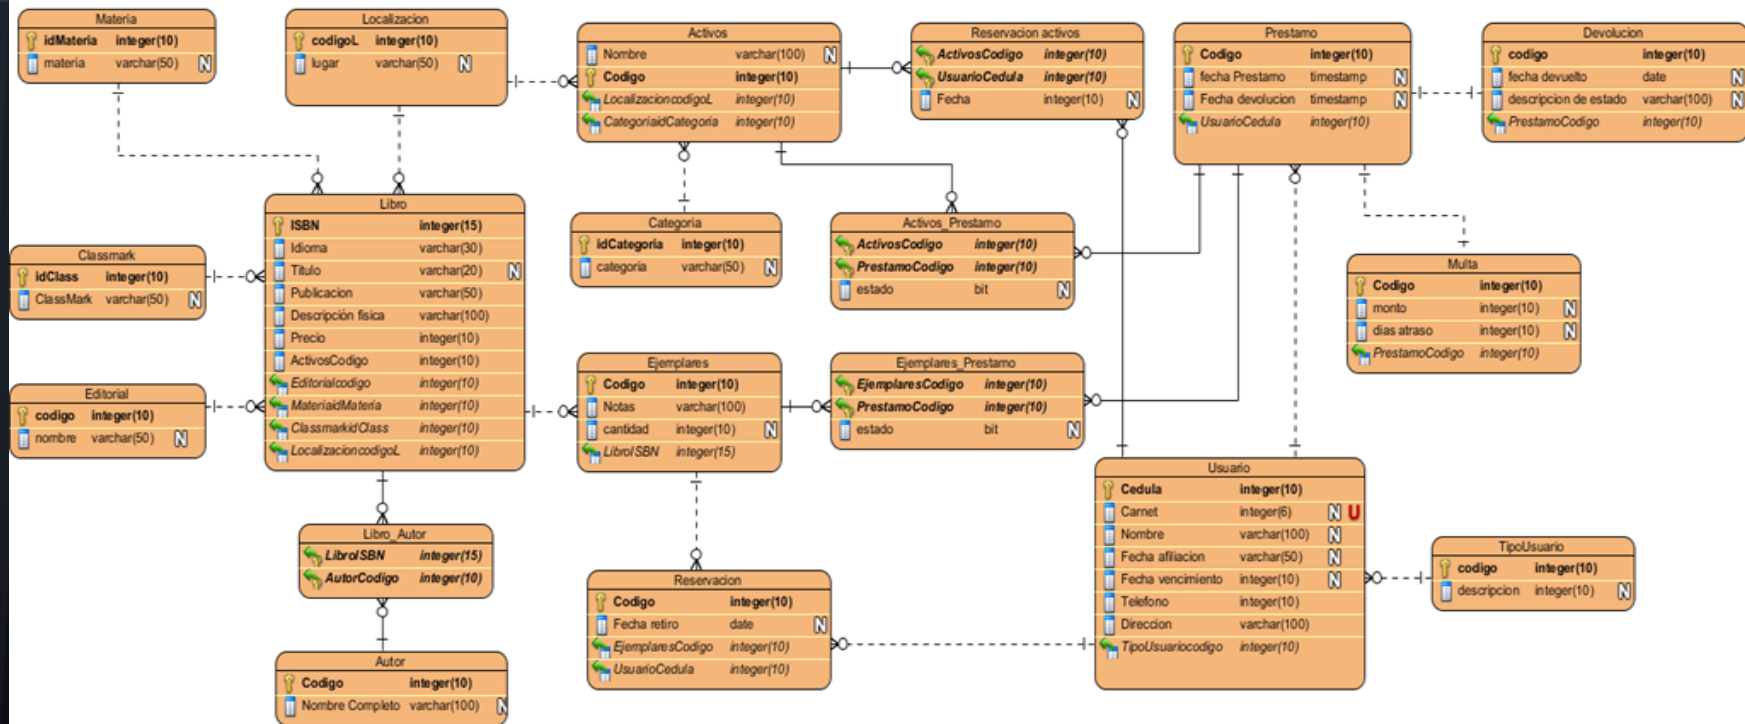 Materia
idMateria integer(10)
materia varchar(50) N
Localizacion
codigoL integer(10)
lugar varchar(50) N
Activos
Nombre varchar(100) N
Codigo integer(10)
LocalizacioncodigoL integer(10)
CategoriaidCategoria integer(10)
Reservacion activos
ActivosCodigo integer(10)
UsuarioCedula integer(10)
Fecha integer(10) N
Prestamo
Codigo integer(10)
fecha Prestamo timestamp N
Fecha devolucion timestamp N
UsuarioCedula integer(10)
Devolucion
codigo integer(10)
fecha devuelto date N
descripcion de estado varchar(100) N
PrestamoCodigo integer(10)
Classmark
idClass integer(10)
ClassMark varchar(50) N
Libro
ISBN integer(15)
Idioma varchar(30)
Titulo varchar(20) N
Publicacion varchar(50)
Descripción fisica varchar(100)
Precio integer(10)
ActivosCodigo integer(10)
Editorialcodigo integer(10)
MateriaidMateria integer(10)
ClassmarkidClass integer(10)
LocalizacioncodigoL integer(10)
Categoria
idCategoria integer(10)
categoria varchar(50) N
Activos_Prestamo
ActivosCodigo integer(10)
PrestamoCodigo integer(10)
estado bit N
Multa
Codigo integer(10)
monto integer(10) N
dias atraso integer(10) N
PrestamoCodigo integer(10)
Editorial
codigo integer(10)
nombre varchar(50) N
Ejemplares
Codigo integer(10)
Notas varchar(100)
cantidad integer(10) N
LibroISBN integer(15)
Ejemplares_Prestamo
EjemplaresCodigo integer(10)
PrestamoCodigo integer(10)
estado bit N
Usuario
Cedula integer(10)
Carnet integer(6) N U
Nombre varchar(100) N
Fecha afiliacion varchar(50) N
Fecha vencimiento integer(10) N
Telefono integer(10)
Direccion varchar(100)
TipoUsuariocodigo integer(10)
TipoUsuario
codigo integer(10)
descripcion integer(10) N
Libro_Autor
LibroISBN integer(15)
AutorCodigo integer(10)
Reservacion
Codigo integer(10)
Fecha retiro date N
EjemplaresCodigo integer(10)
UsuarioCedula integer(10)
Autor
Codigo integer(10)
Nombre Completo varchar(100) N